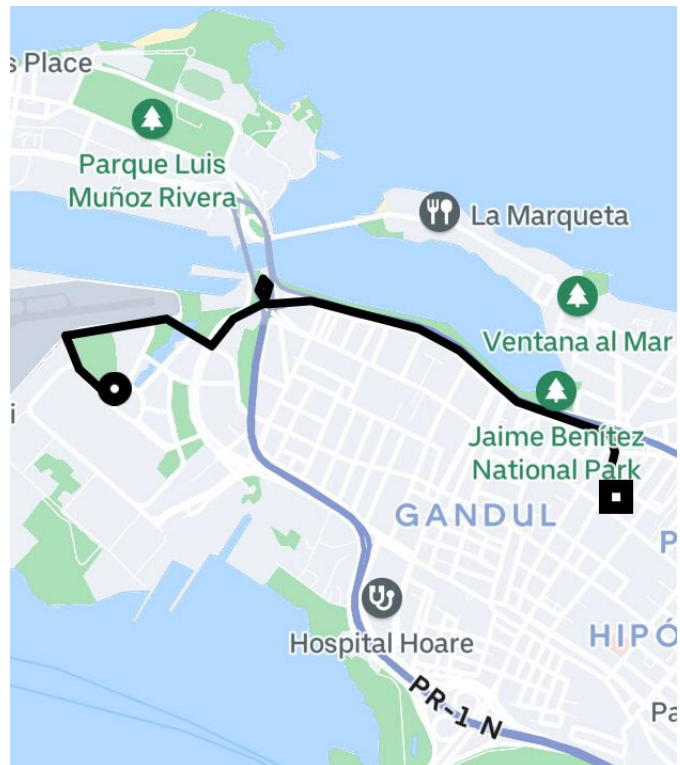 s Place
Parque Luis
Muñoz Rivera
La Marqueta
Ventana al Mar
Jaime Benítez
National Park
i
GANDUL
P
HIPÓ
Hospital Hoare
PR-1 N
Pa